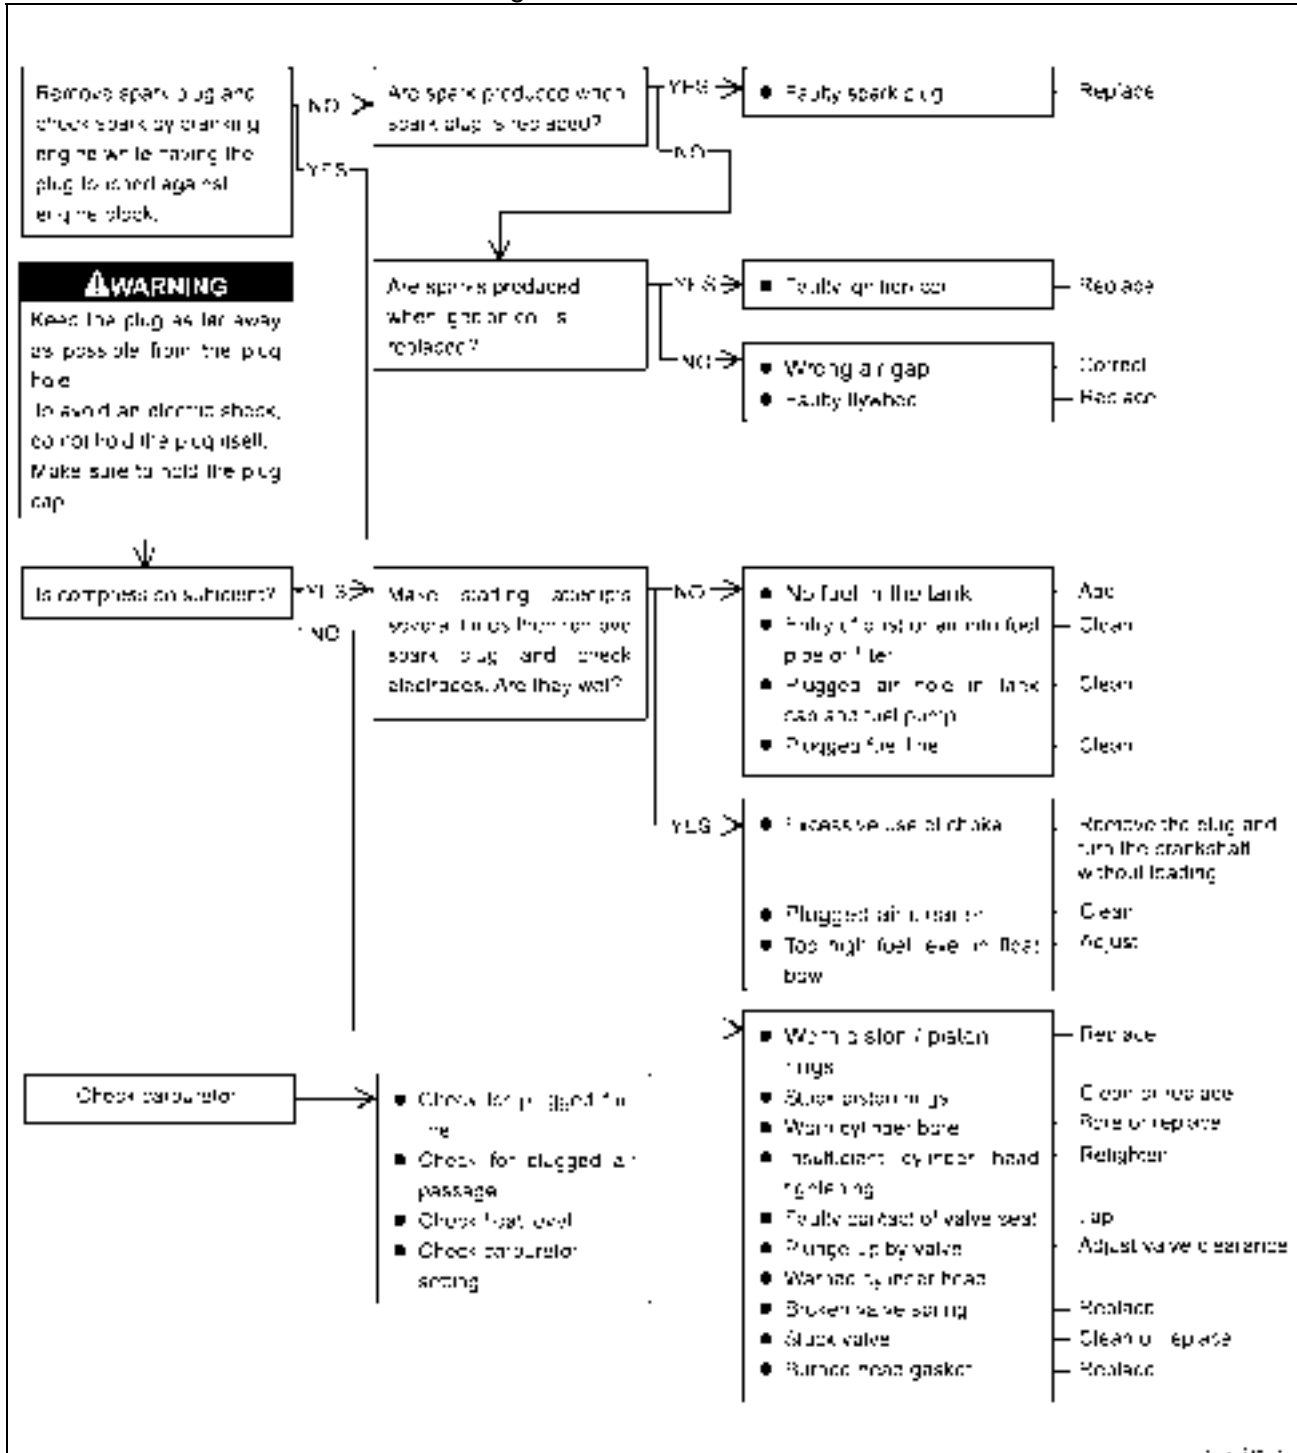 Remove spark plug and
check spark by cranking
engine while having the
plug touched against
engine block.
NO
YES
Are spark produced when
spark plug is replaced?
YES
NO
Faulty spark plug
Replace
WARNING
Keep the plug as far away
as possible from the plug
hole
To avoid an electric shock,
do not hold the plug itself.
Make sure to hold the plug
cap
Are sparks produced
when ignition coil is
replaced?
YES
Faulty ignition coil
Replace
NO
Wrong air gap
Correct
Faulty flywheel
Replace
Is compression sufficient?
YES
NO
Make starting attempts
several times then remove
spark plug and check
electrodes. Are they wet?
NO
No fuel in the tank
Add
Entry of dust or air into fuel
pipe or filter
Clean
Plugged air hole in tank
cap and fuel pump
Clean
Plugged fuel line
Clean
YES
Excessive use of choke
Remove the plug and
turn the crankshaft
without loading
Plugged air cleaner
Clean
Too high fuel level in float
bowl
Adjust
Worn piston / piston
rings
Replace
Stuck piston rings
Clean or replace
Worn cylinder bore
Bore or replace
Insufficient cylinder head
tightening
Retighten
Faulty contact of valve seat
Lap
Plunge up by valve
Adjust valve clearance
cylinder head
Broken valve spring
Replace
Stuck valve
Clean or replace
Burned head gasket
Replace
Check carburetor
Check for plugged fuel
line
Check for plugged air
passage
Check float level
Check carburetor
setting